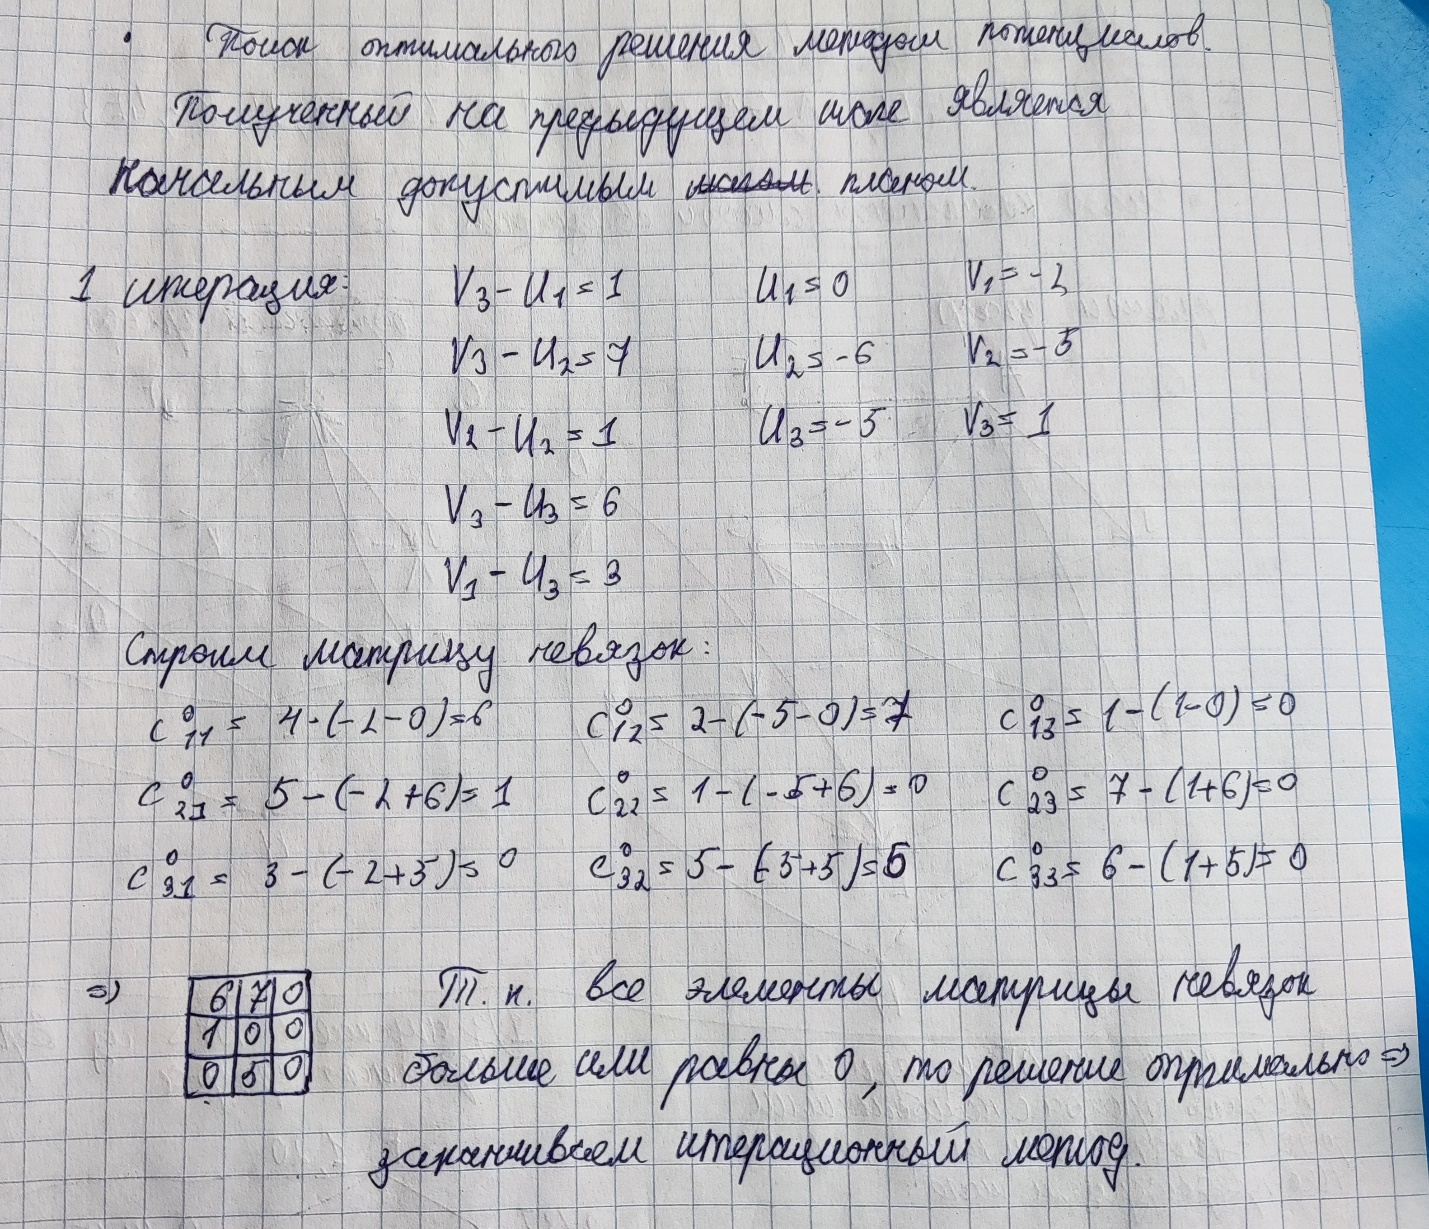 • Поиск оптимального решения методом потенциалов.
Полученный на предыдущем шаге является
начальным допустимым планом.
1 итерация: V₃ - U₁ = 1 U₁ = 0 V₁ = -2
V₃ - U₂ = 7 U₂ = -6 V₂ = -5
V₂ - U₂ = 1 U₃ = -5 V₃ = 1
V₃ - U₃ = 6
V₁ - U₃ = 3
Строим матрицу невязок:
C⁰₁₁ = 4 - (-2 - 0) = 6 C⁰₁₂ = 2 - (-5 - 0) = 7 C⁰₁₃ = 1 - (1 - 0) = 0
C⁰₂₁ = 5 - (-2 + 6) = 1 C⁰₂₂ = 1 - (-5 + 6) = 0 C⁰₂₃ = 7 - (1 + 6) = 0
C⁰₃₁ = 3 - (-2 + 5) = 0 C⁰₃₂ = 5 - (-5 + 5) = 5 C⁰₃₃ = 6 - (1 + 5) = 0
=> 6 7 0 Т.к. все элементы матрицы невязок
1 0 0
0 5 0 больше или равны 0, то решение оптимально =>
заканчиваем итерационный метод.